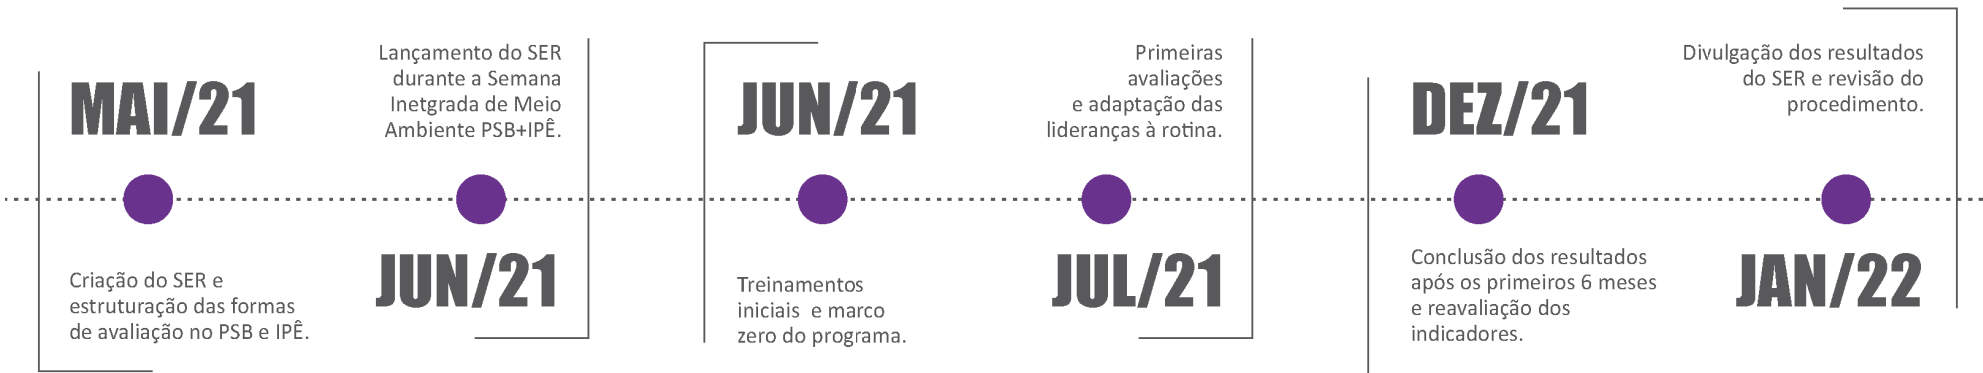 MAI/21
Criação do SER e
estruturação das formas
de avaliação no PSB e IPÊ.
Lançamento do SER
durante a Semana
Inetgrada de Meio
Ambiente PSB+IPÊ.
JUN/21
JUN/21
Treinamentos
iniciais e marco
zero do programa.
Primeiras
avaliações
e adaptação das
lideranças à rotina.
JUL/21
DEZ/21
Conclusão dos resultados
após os primeiros 6 meses
e reavaliação dos
indicadores.
Divulgação dos resultados
do SER e revisão do
procedimento.
JAN/22